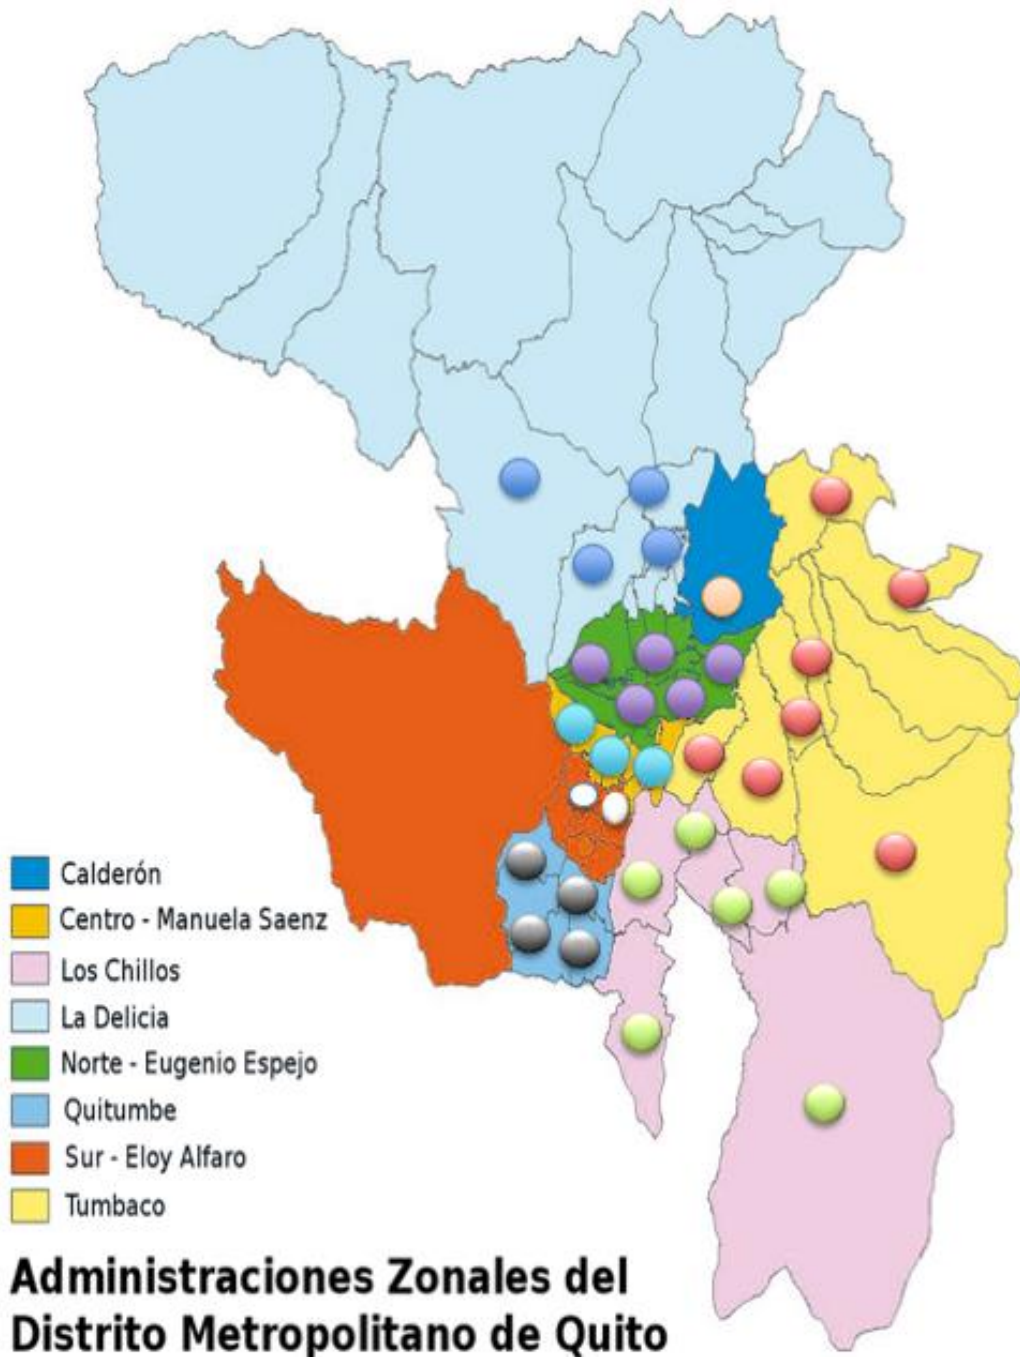 Calderón
Centro - Manuela Saenz
Los Chillos
La Delicia
Norte - Eugenio Espejo
Quitumbe
Sur - Eloy Alfaro
Tumbaco
Administraciones Zonales del
Distrito Metropolitano de Quito